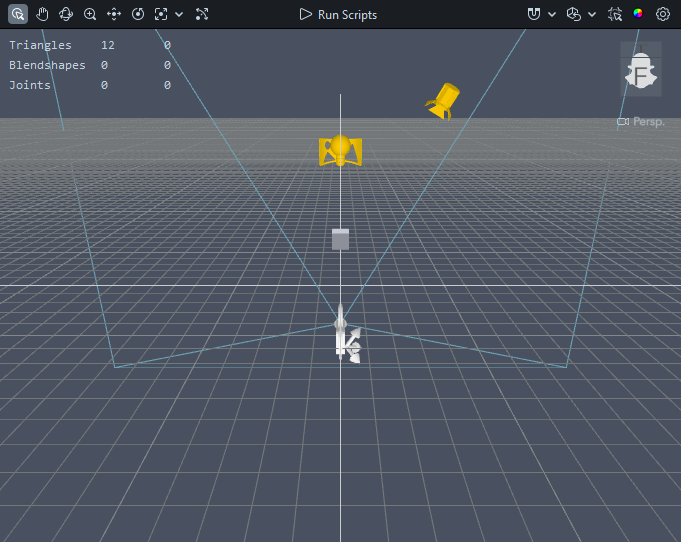 Run Scripts
Triangles 12 0
Blendshapes 0 0
Joints 0 0
F
Persp.